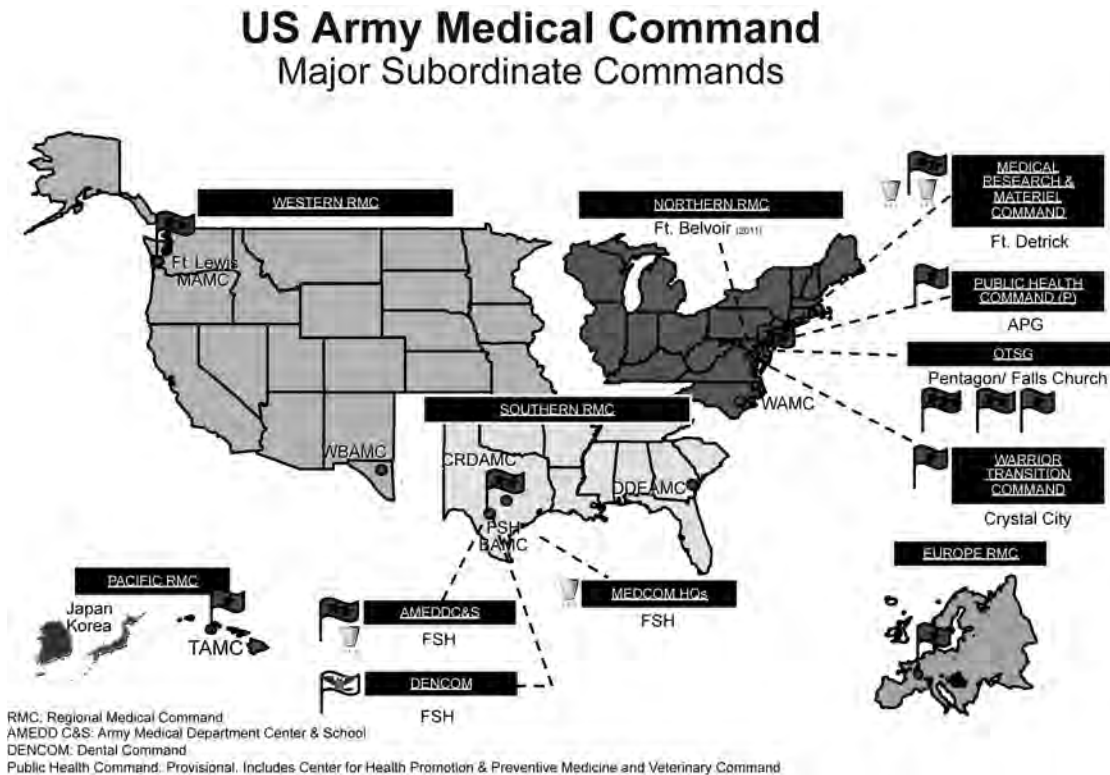 US Army Medical Command
Major Subordinate Commands
WESTERN RMC
Ft. Lewis
MAMC
NORTHERN RMC
Ft. Belvoir (2011)
MEDICAL
RESEARCH &
MATERIEL
COMMAND
Ft. Detrick
PUBLIC HEALTH
COMMAND (P)
APG
OTSG
Pentagon/ Falls Church
WARRIOR
TRANSITION
COMMAND
Crystal City
WAMC
SOUTHERN RMC
WBAMC
CRDAMC
DDEAMC
FSH
BAMC
EUROPE RMC
PACIFIC RMC
Japan
Korea
TAMC
AMEDDC&S
FSH
MEDCOM HQs
FSH
DENCOM
FSH
RMC: Regional Medical Command
AMEDD C&S: Army Medical Department Center & School
DENCOM: Dental Command
Public Health Command: Provisional. Includes Center for Health Promotion & Preventive Medicine and Veterinary Command